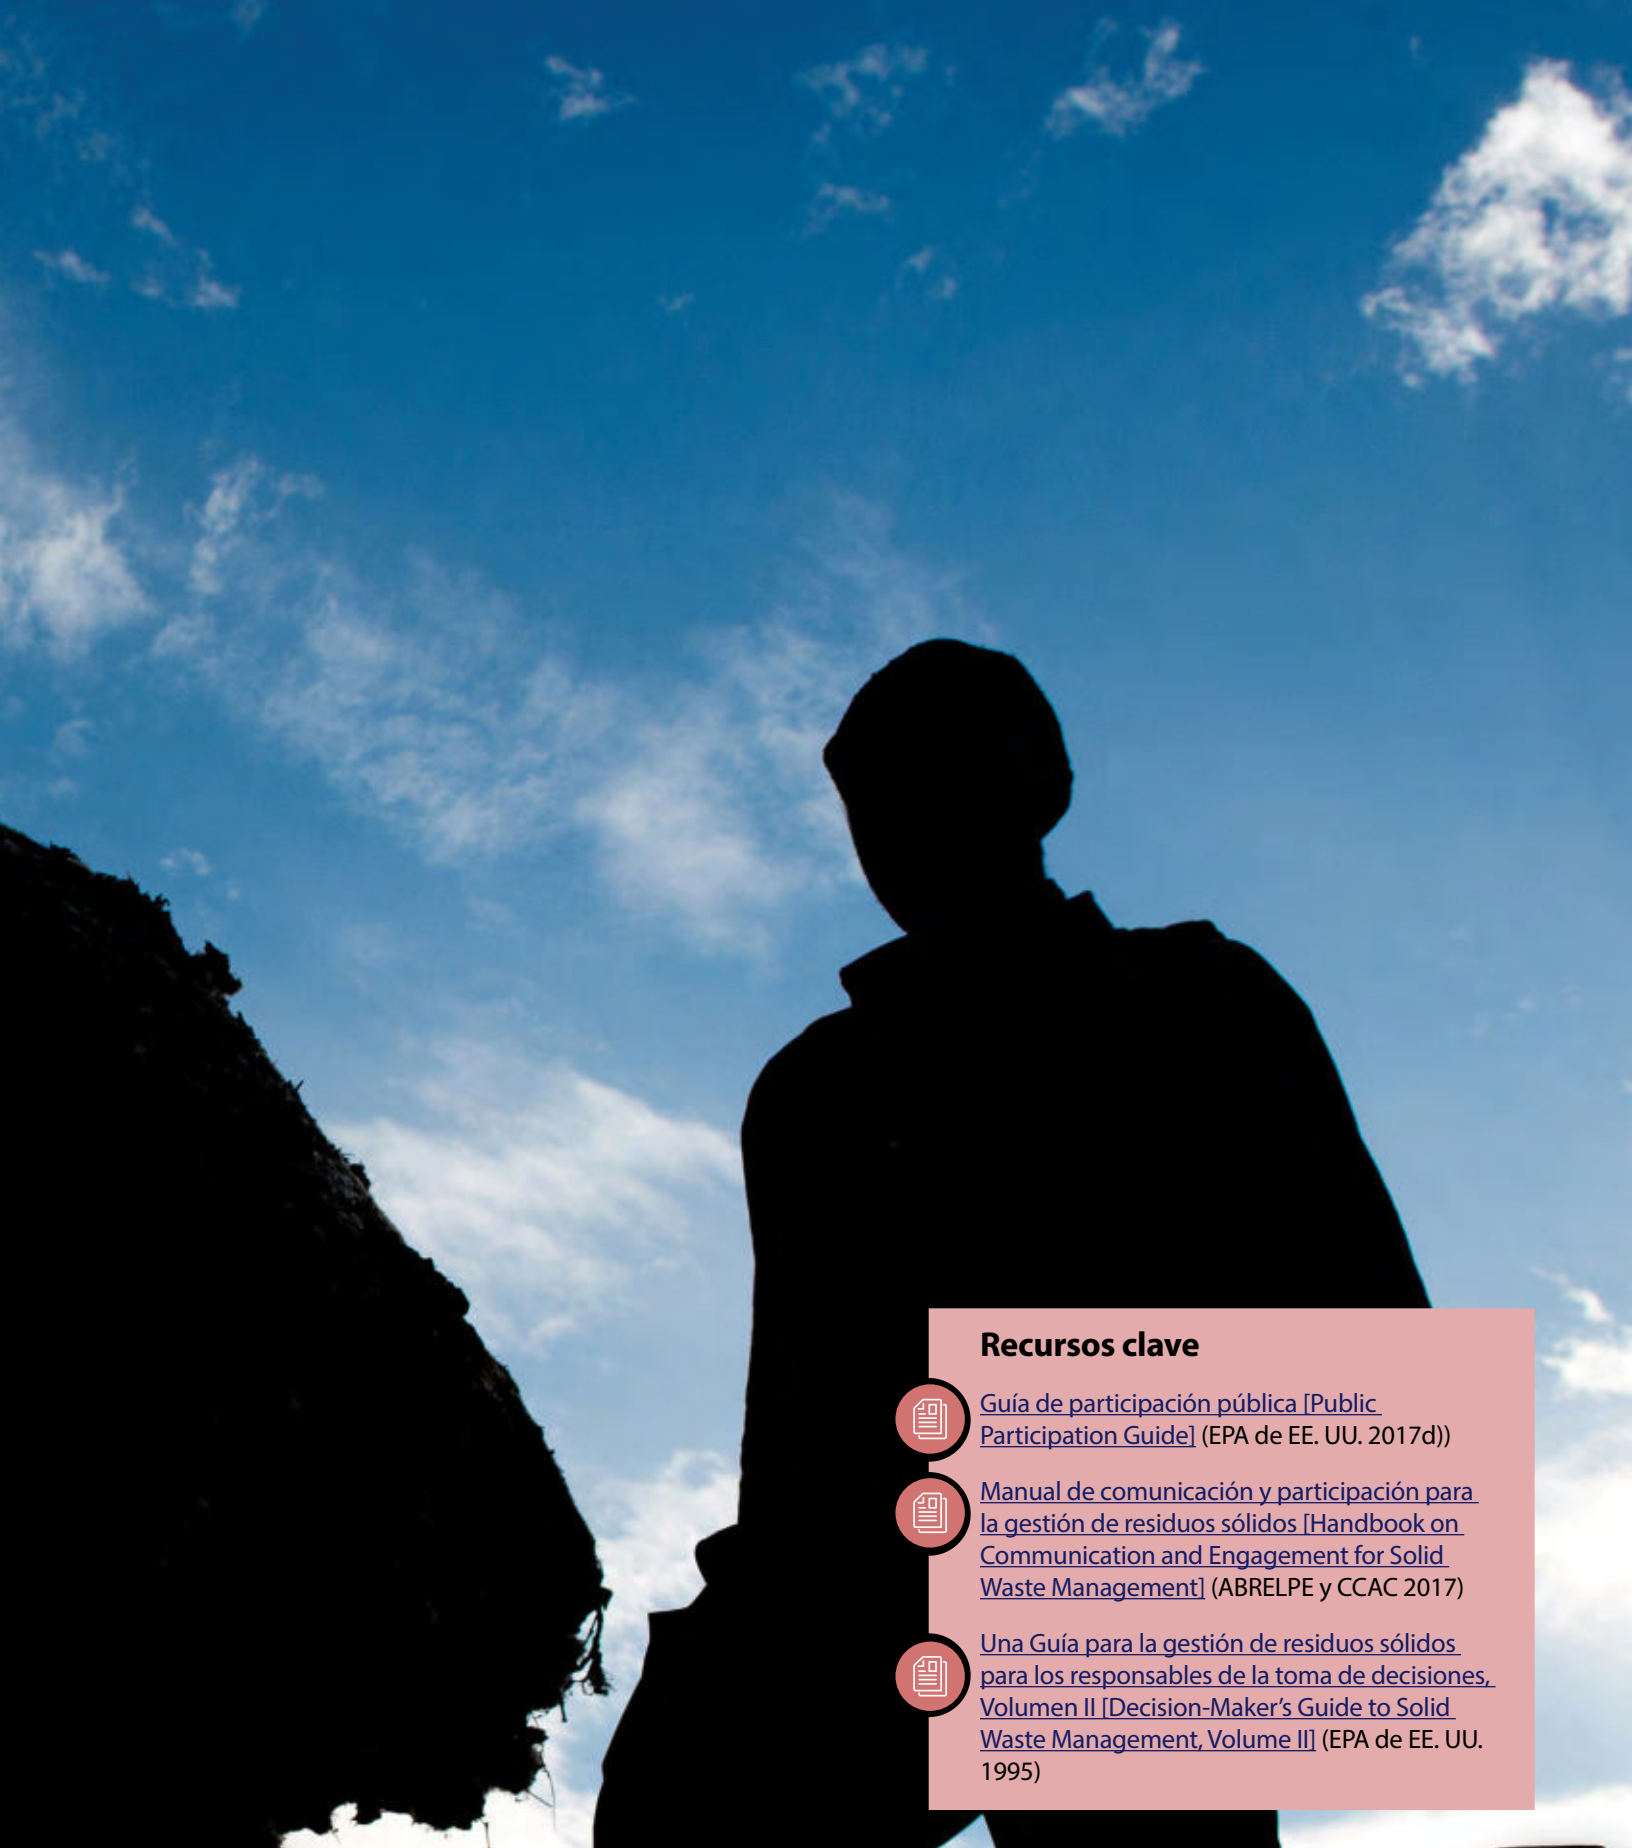 Recursos clave
Guía de participación pública [Public
Participation Guide] (EPA de EE. UU. 2017d))
Manual de comunicación y participación para
la gestión de residuos sólidos [Handbook on
Communication and Engagement for Solid
Waste Management] (ABRELPE y CCAC 2017)
Una Guía para la gestión de residuos sólidos
para los responsables de la toma de decisiones,
Volumen II [Decision-Maker’s Guide to Solid
Waste Management, Volume II] (EPA de EE. UU.
1995)